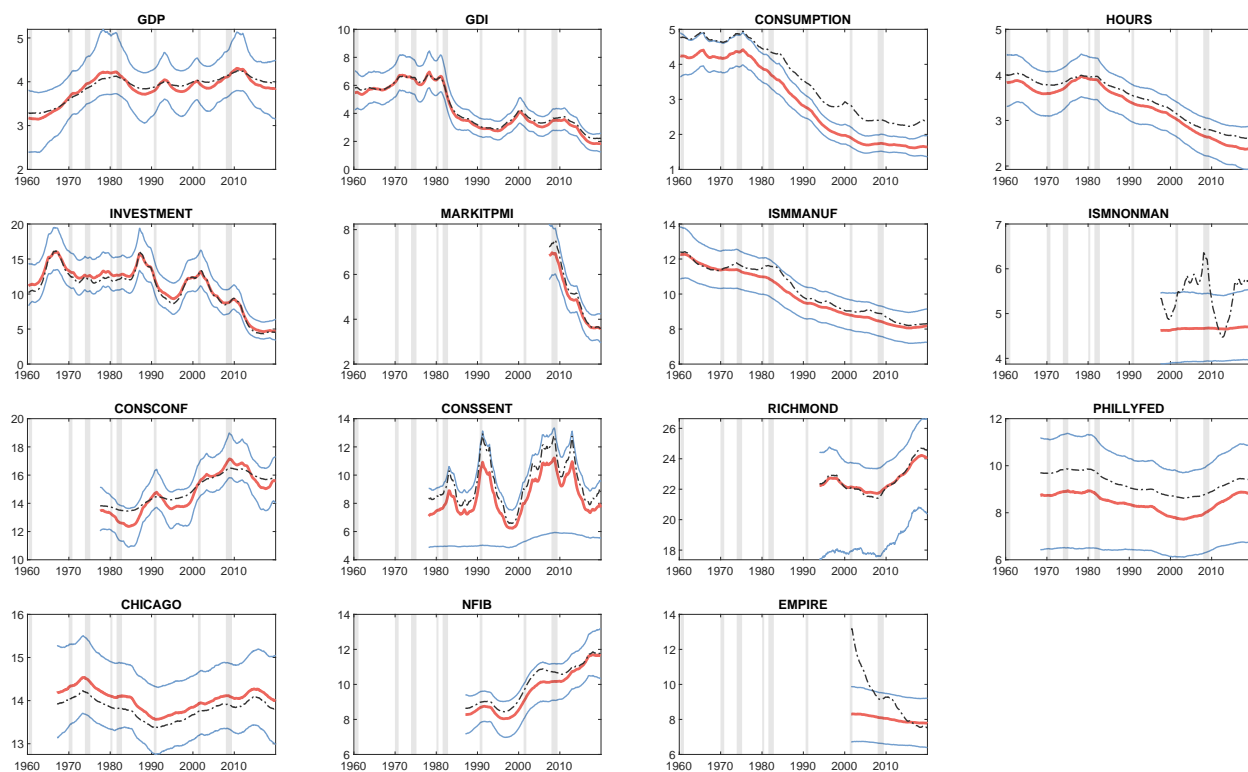 GDP GDI CONSUMPTION HOURS
5 10 5 5
4 8 4 4
3 6 3 3
2 4 2 2
2 1
0
1960 1970 1980 1990 2000 2010 1960 1970 1980 1990 2000 2010 1960 1970 1980 1990 2000 2010 1960 1970 1980 1990 2000 2010
INVESTMENT MARKITPMI ISMMANUF ISMNONMAN
20 8 14 7
15 6 12 6
10 4 10 5
5 2 8 4
0 6
1960 1970 1980 1990 2000 2010 1960 1970 1980 1990 2000 2010 1960 1970 1980 1990 2000 2010 1960 1970 1980 1990 2000 2010
CONSCONF CONSSENT RICHMOND PHILLYFED
20 14 26 12
18 12 24 10
16 10 22 8
14 8 20 6
12 6 18
10 4
1960 1970 1980 1990 2000 2010 1960 1970 1980 1990 2000 2010 1960 1970 1980 1990 2000 2010 1960 1970 1980 1990 2000 2010
CHICAGO NFIB EMPIRE
16 14 14
15 12 12
14 10 10
13 8 8
6 6
1960 1970 1980 1990 2000 2010 1960 1970 1980 1990 2000 2010 1960 1970 1980 1990 2000 2010